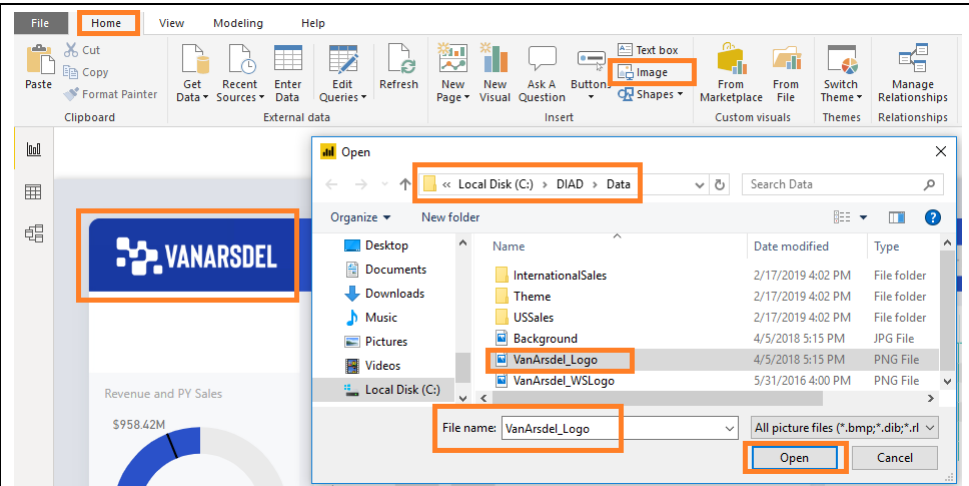 File Home View Modeling Help
Cut
Copy
Format Painter
Paste
Get Data
Recent Sources
Enter Data
Edit Queries
Refresh
New Page
New Visual
Ask A Question
Buttons
Text box
Image
Shapes
From Marketplace
From File
Switch Theme
Manage Relationships
Clipboard External data Insert Custom visuals Themes Relationships
Open
« Local Disk (C:) > DIAD > Data
Search Data
Organize New folder
Desktop
Documents
Downloads
Music
Pictures
Videos
Local Disk (C:)
Name Date modified Type
InternationalSales 2/17/2019 4:02 PM File folder
Theme 2/17/2019 4:02 PM File folder
USSales 2/17/2019 4:02 PM File folder
Background 4/5/2018 5:15 PM JPG File
VanArsdel_Logo 4/5/2018 5:15 PM PNG File
VanArsdel_WSLogo 5/31/2016 4:00 PM PNG File
File name: VanArsdel_Logo All picture files (*.bmp;*.dib;*.rl
Open Cancel
VANARSDEL
Revenue and PY Sales
$958.42M